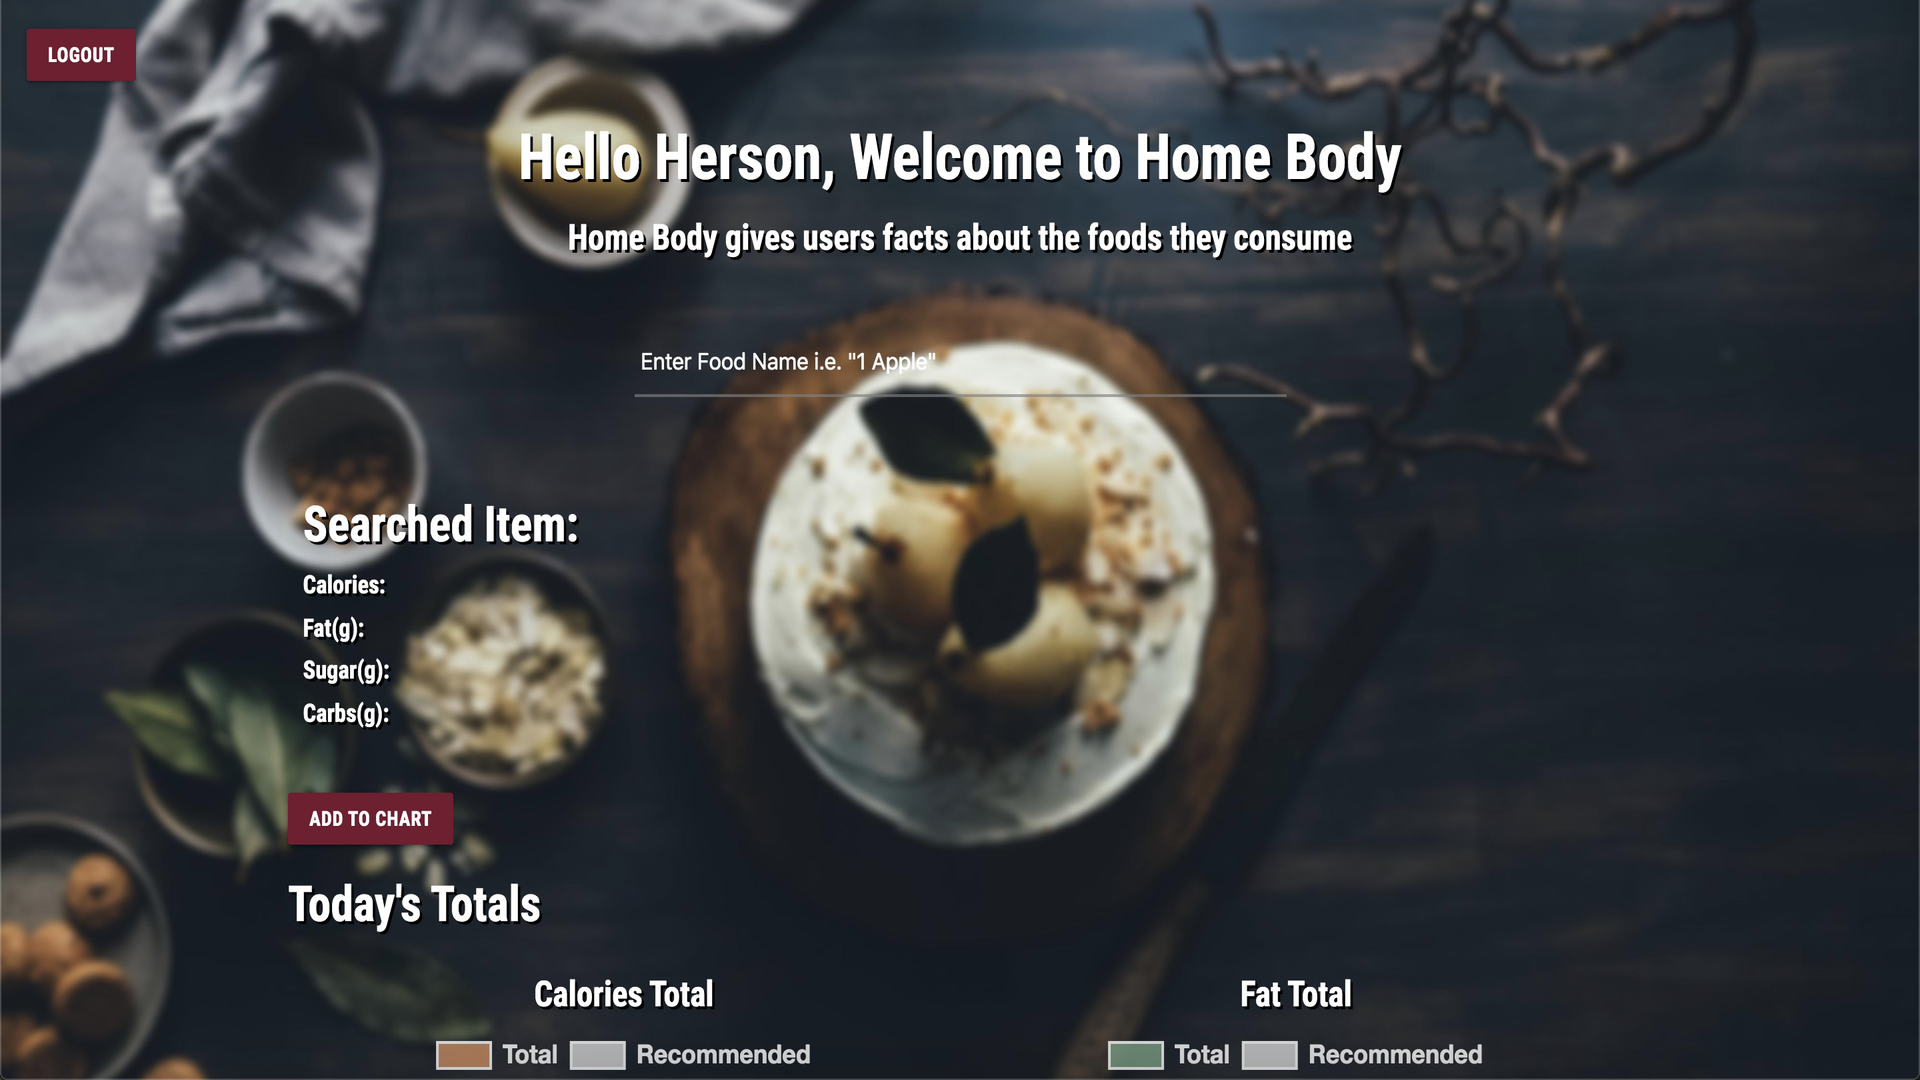 LOGOUT
Hello Herson, Welcome to Home Body
Home Body gives users facts about the foods they consume
Enter Food Name i.e. "1 Apple"
Searched Item:
Calories:
Fat(g):
Sugar(g):
Carbs(g):
ADD TO CHART
Today's Totals
Calories Total
Total Recommended
Fat Total
Total Recommended